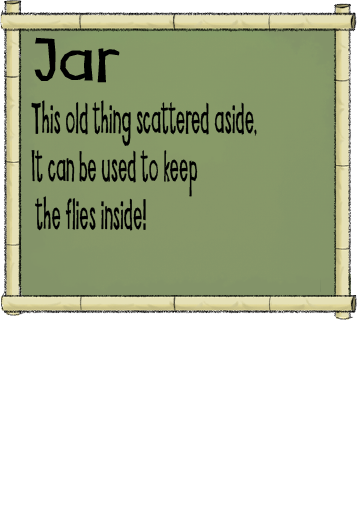 Jar
This old thing scattered aside,
It can be used to keep
the flies inside!